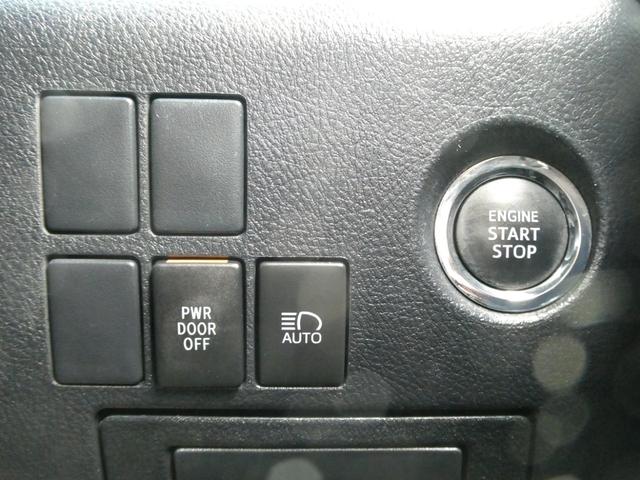 ENGINE
START
STOP
PWR
DOOR
OFF
AUTO